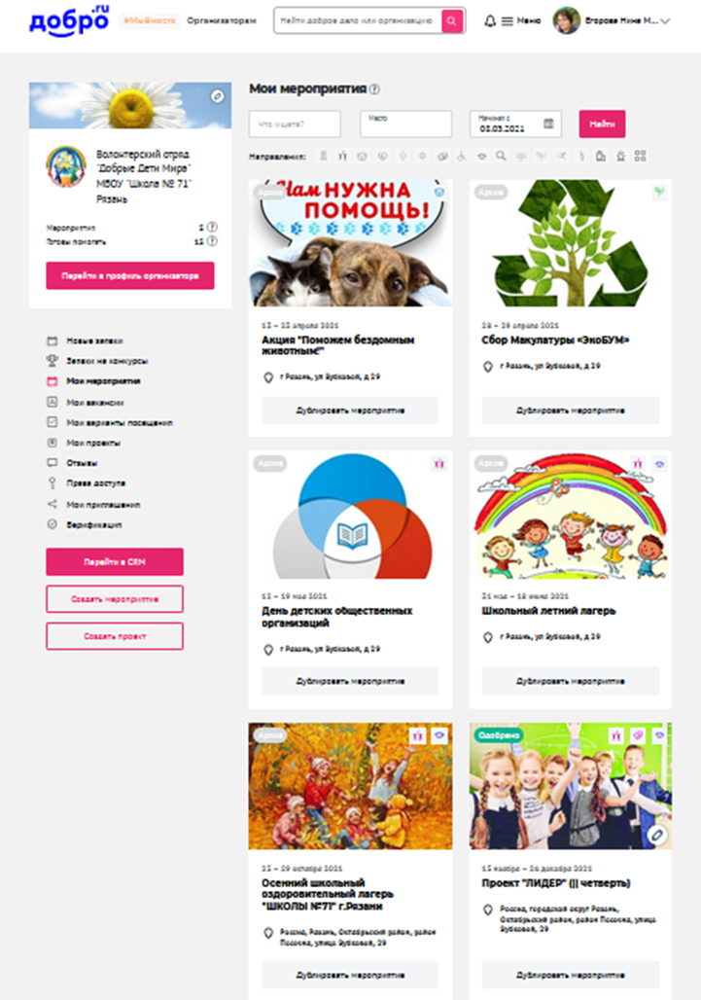 добро.ru
#МыВместе
Организаторам
Найти доброе дело или организацию
Меню
Егорова Нина М...
Волонтерский отряд
"Добрые Дети Мира"
МБОУ "Школа № 71"
Рязань
Мероприятия
Готовы помогать
Перейти в профиль организатора
Новые заявки
Заявки на конкурсы
Мои мероприятия
Мои вакансии
Мои варианты посещения
Мои проекты
Отзывы
Права доступа
Мои приглашения
Верификация
Перейти в CRM
Создать мероприятие
Создать проект
Мои мероприятия
Что ищете?
Место
Начиная с
08.03.2021
Найти
Направления:
Архив
Нам НУЖНА
ПОМОЩЬ!
апреля 2021
Акция "Поможем бездомным
животным!"
г Рязань, ул Зубковой, д 29
Дублировать мероприятие
28 – 29 апреля 2021
Сбор Макулатуры «ЭкоБУМ»
г Рязань, ул Зубковой, д 29
Дублировать мероприятие
Архив
мая 2021
День детских общественных
организаций
г Рязань, ул Зубковой, д 29
Дублировать мероприятие
Архив
31 мая – 18 июня 2021
Школьный летний лагерь
г Рязань, ул Зубковой, д 29
Дублировать мероприятие
Архив
25 – 29 октября 2021
Осенний школьный
оздоровительный лагерь
"ШКОЛЫ №71" г.Рязани
Россия, Рязань, Октябрьский район, район
Песочня, улица Зубковой, 29
Дублировать мероприятие
Одобрено
15 ноября – 26 декабря 2021
Проект "ЛИДЕР" (|| четверть)
Россия, городской округ Рязань,
Октябрьский район, район Песочня, улица
Зубковой, 29
Дублировать мероприятие